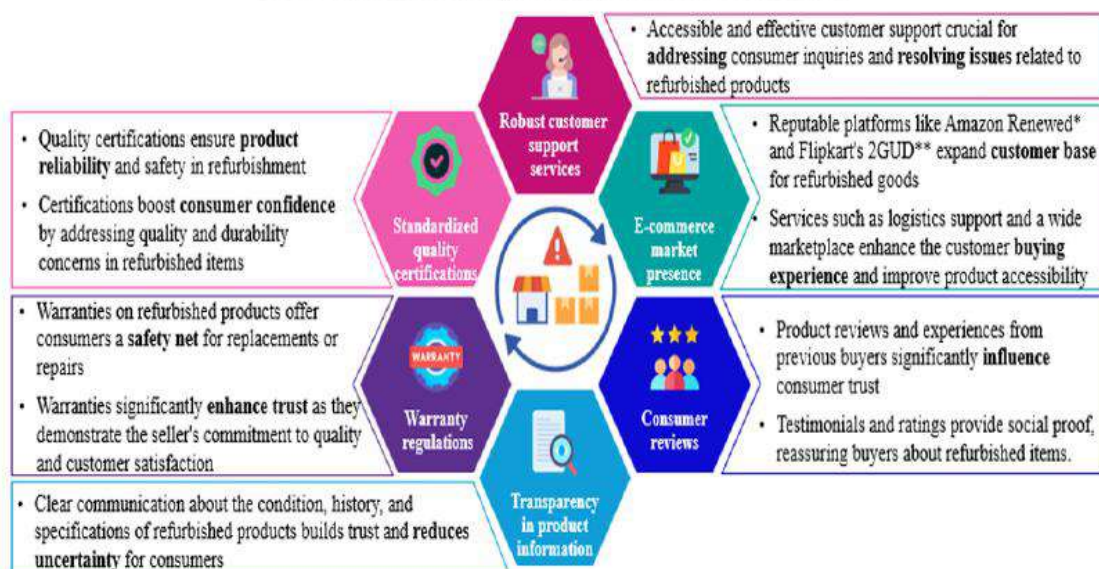 • Accessible and effective customer support crucial for
addressing consumer inquiries and resolving issues related to
refurbished products
Robust customer
support
services
• Quality certifications ensure product
reliability and safety in refurbishment
• Certifications boost consumer confidence
by addressing quality and durability
concerns in refurbished items
Standardized
quality
certifications
• Reputable platforms like Amazon Renewed*
and Flipkart's 2GUD** expand customer base
for refurbished goods
• Services such as logistics support and a wide
marketplace enhance the customer buying
experience and improve product accessibility
E-commerce
market
presence
• Warranties on refurbished products offer
consumers a safety net for replacements or
repairs
• Warranties significantly enhance trust as they
demonstrate the seller's commitment to quality
and customer satisfaction
WARRANTY
Warranty
regulations
• Product reviews and experiences from
previous buyers significantly influence
consumer trust
• Testimonials and ratings provide social proof,
reassuring buyers about refurbished items.
Consumer
reviews
• Clear communication about the condition, history, and
specifications of refurbished products builds trust and reduces
uncertainty for consumers
Transparency
in product
information